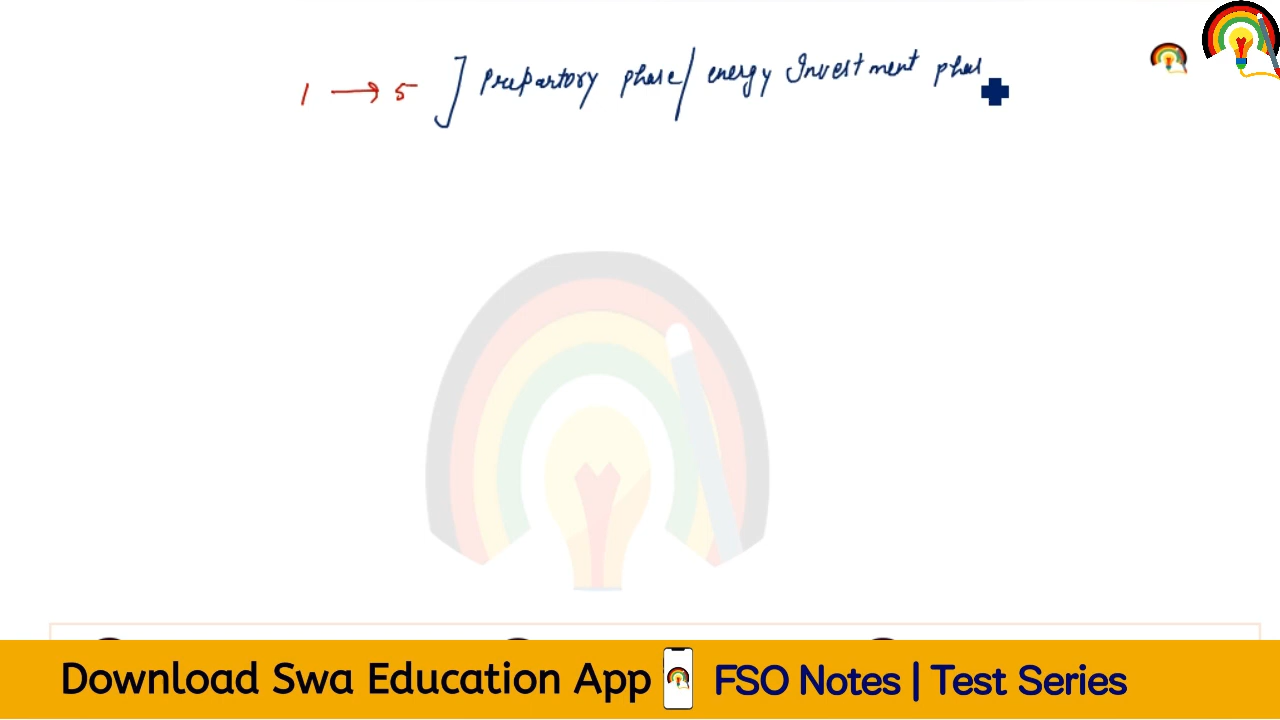 1 → 5 ] prepartory phase/ energy Investment phas
Download Swa Education App FSO Notes | Test Series